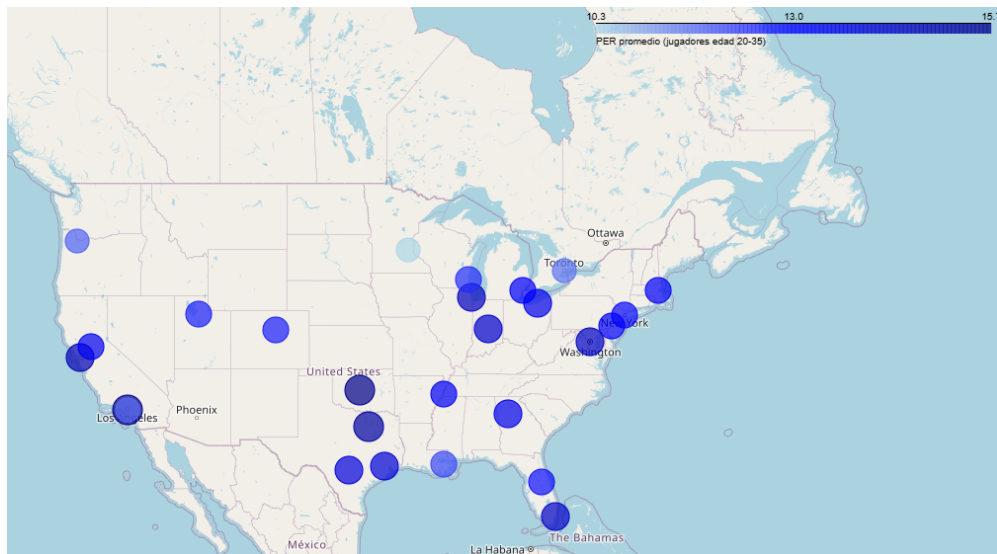 10.3 13.0 15.7
PER promedio (jugadores edad 20-35)
Ottawa
Toronto
New York
Washington
United States
Phoenix
Los Angeles
The Bahamas
México
La Habana